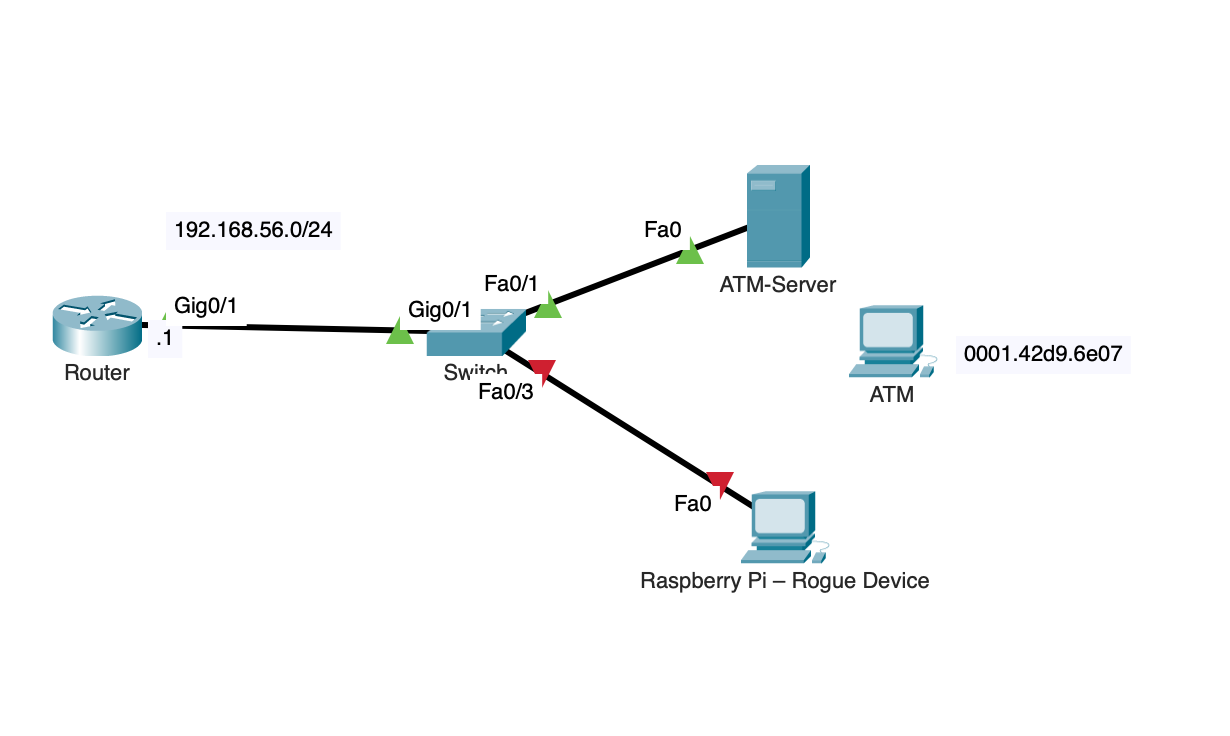 192.168.56.0/24
Gig0/1
.1
Router
Gig0/1
Fa0/1
Switch
Fa0/3
Fa0
ATM-Server
ATM
0001.42d9.6e07
Fa0
Raspberry Pi – Rogue Device